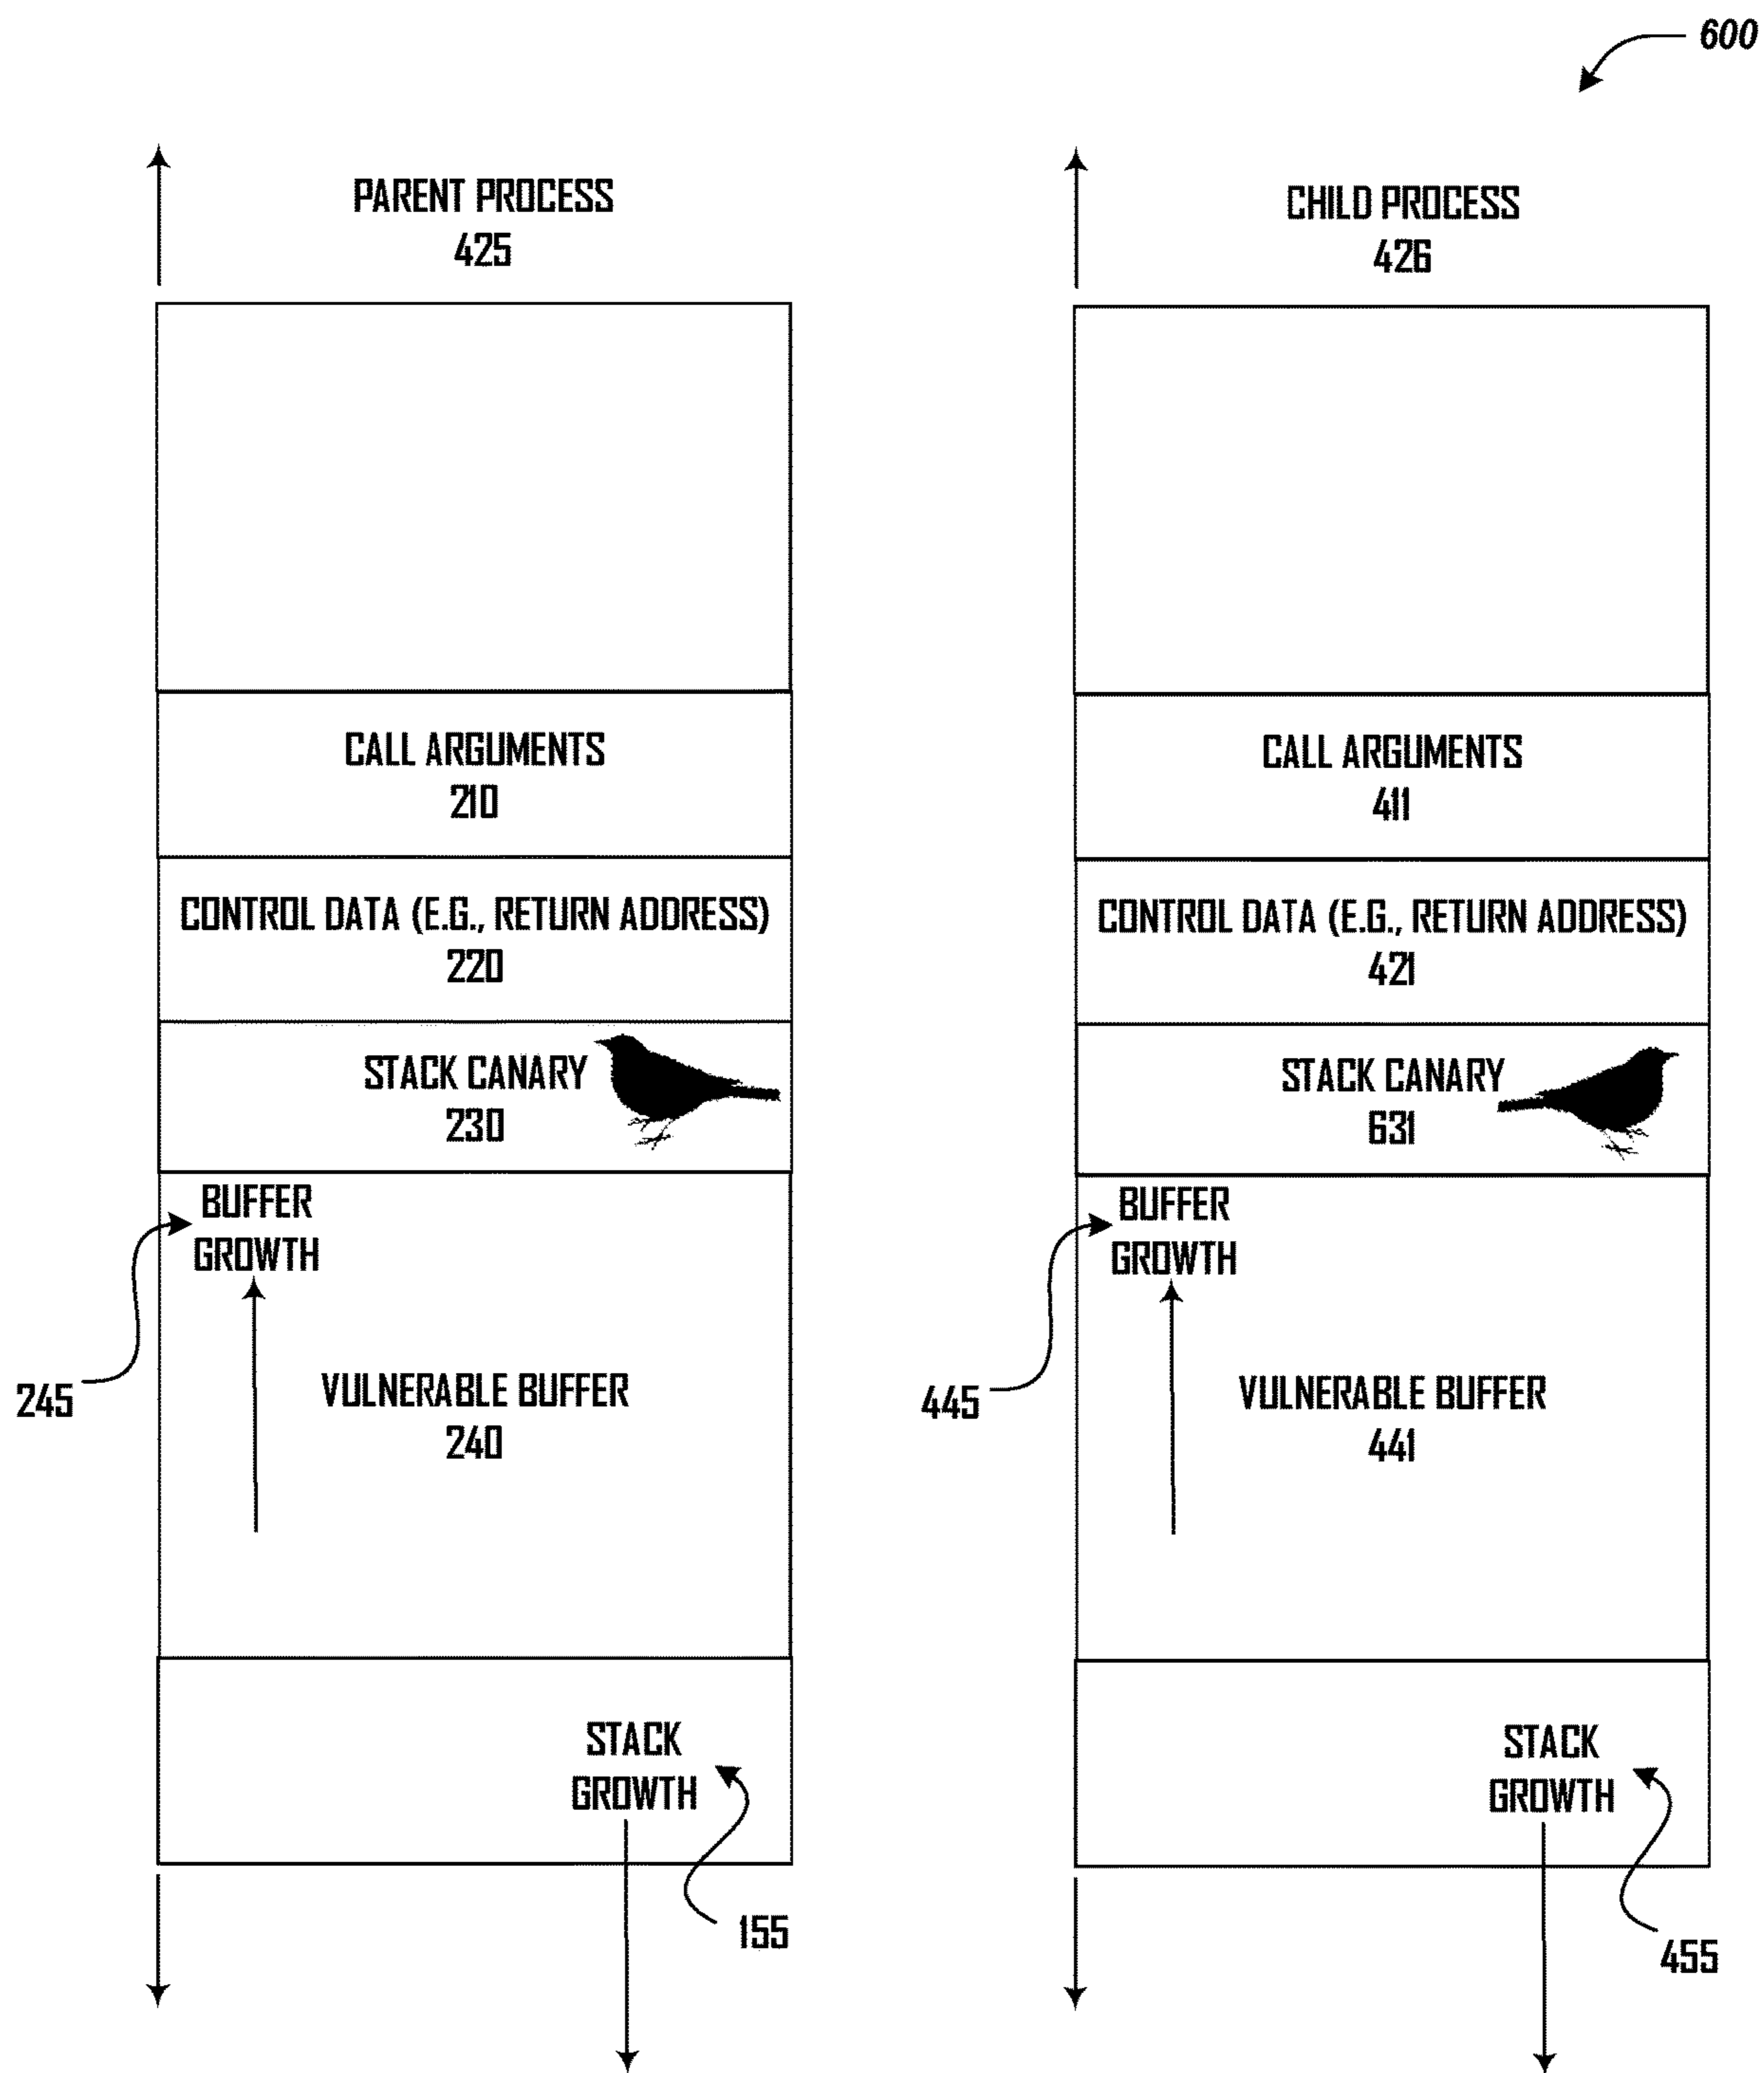 600
PARENT PROCESS
425
CALL ARGUMENTS
210
CONTROL DATA (E.G., RETURN ADDRESS)
220
STACK CANARY
230
BUFFER
GROWTH
245
VULNERABLE BUFFER
240
STACK
GROWTH
155
CHILD PROCESS
426
CALL ARGUMENTS
411
CONTROL DATA (E.G., RETURN ADDRESS)
421
STACK CANARY
631
BUFFER
GROWTH
445
VULNERABLE BUFFER
441
STACK
GROWTH
455